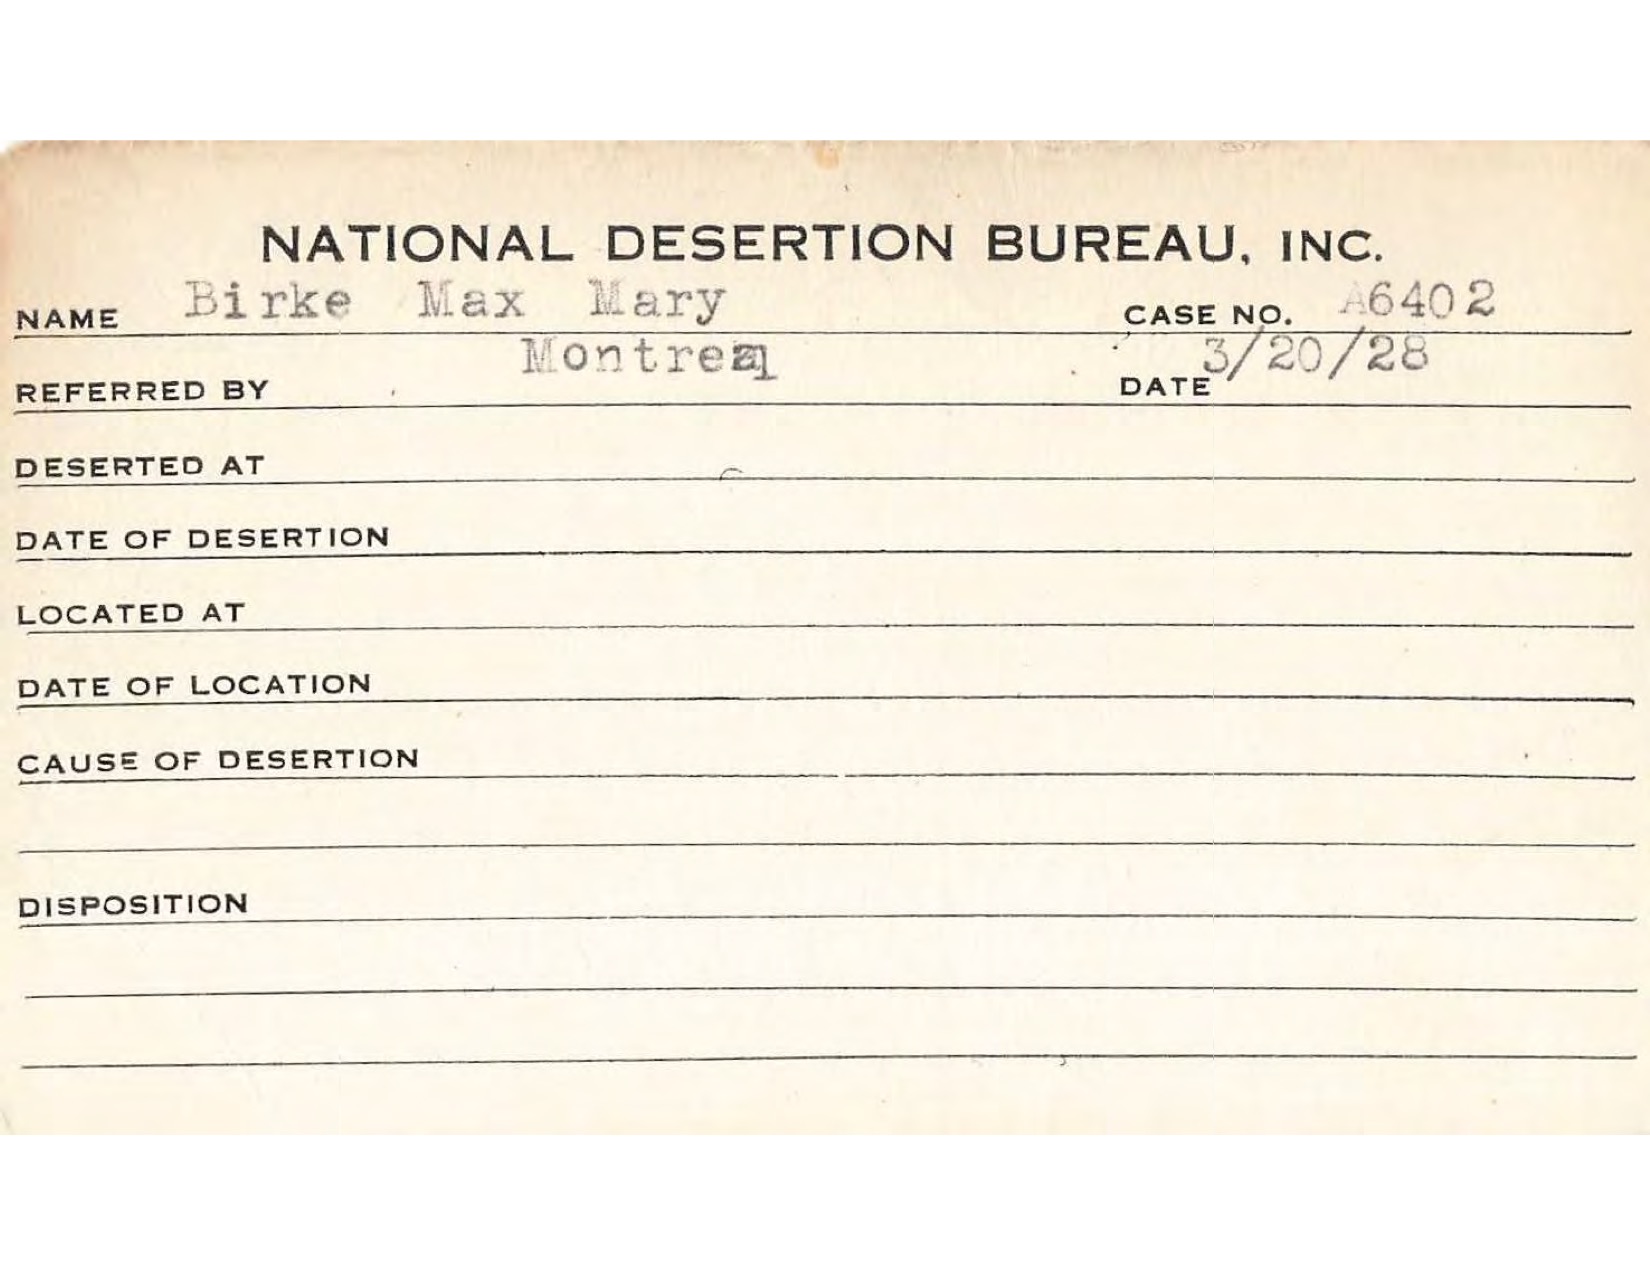 NATIONAL DESERTION BUREAU, INC.
NAME Birke Max Mary CASE NO. A6402
REFERRED BY Montreal DATE 3/20/28
DESERTED AT
DATE OF DESERTION
LOCATED AT
DATE OF LOCATION
CAUSE OF DESERTION
DISPOSITION